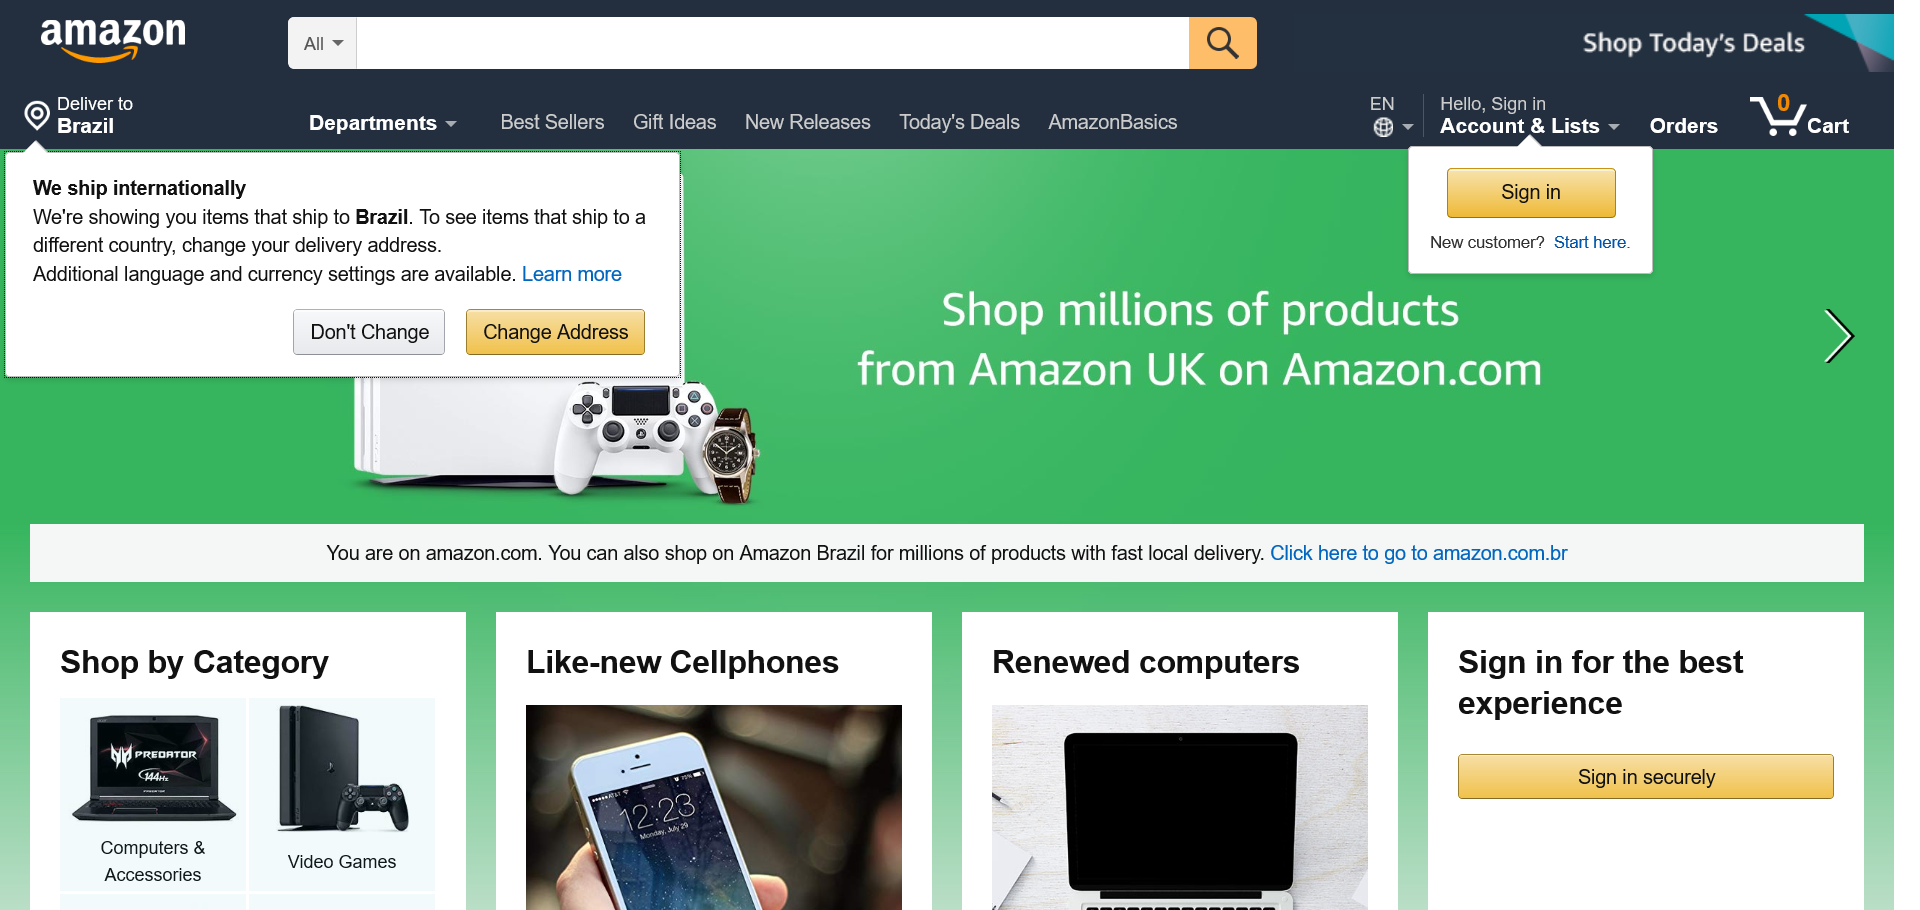 amazon
All
Shop Today's Deals
Deliver to
Brazil
Departments
Best Sellers
Gift Ideas
New Releases
Today's Deals
AmazonBasics
EN
Hello, Sign in
Account & Lists
Orders
0
Cart
We ship internationally
We're showing you items that ship to Brazil. To see items that ship to a
different country, change your delivery address.
Additional language and currency settings are available. Learn more
Don't Change
Change Address
Sign in
New customer? Start here.
Shop millions of products
from Amazon UK on Amazon.com
You are on amazon.com. You can also shop on Amazon Brazil for millions of products with fast local delivery. Click here to go to amazon.com.br
Shop by Category
PREDATOR
144Hz
PREDATOR
Computers &
Accessories
Video Games
Like-new Cellphones
12:23
Monday, July 29
Renewed computers
Sign in for the best
experience
Sign in securely